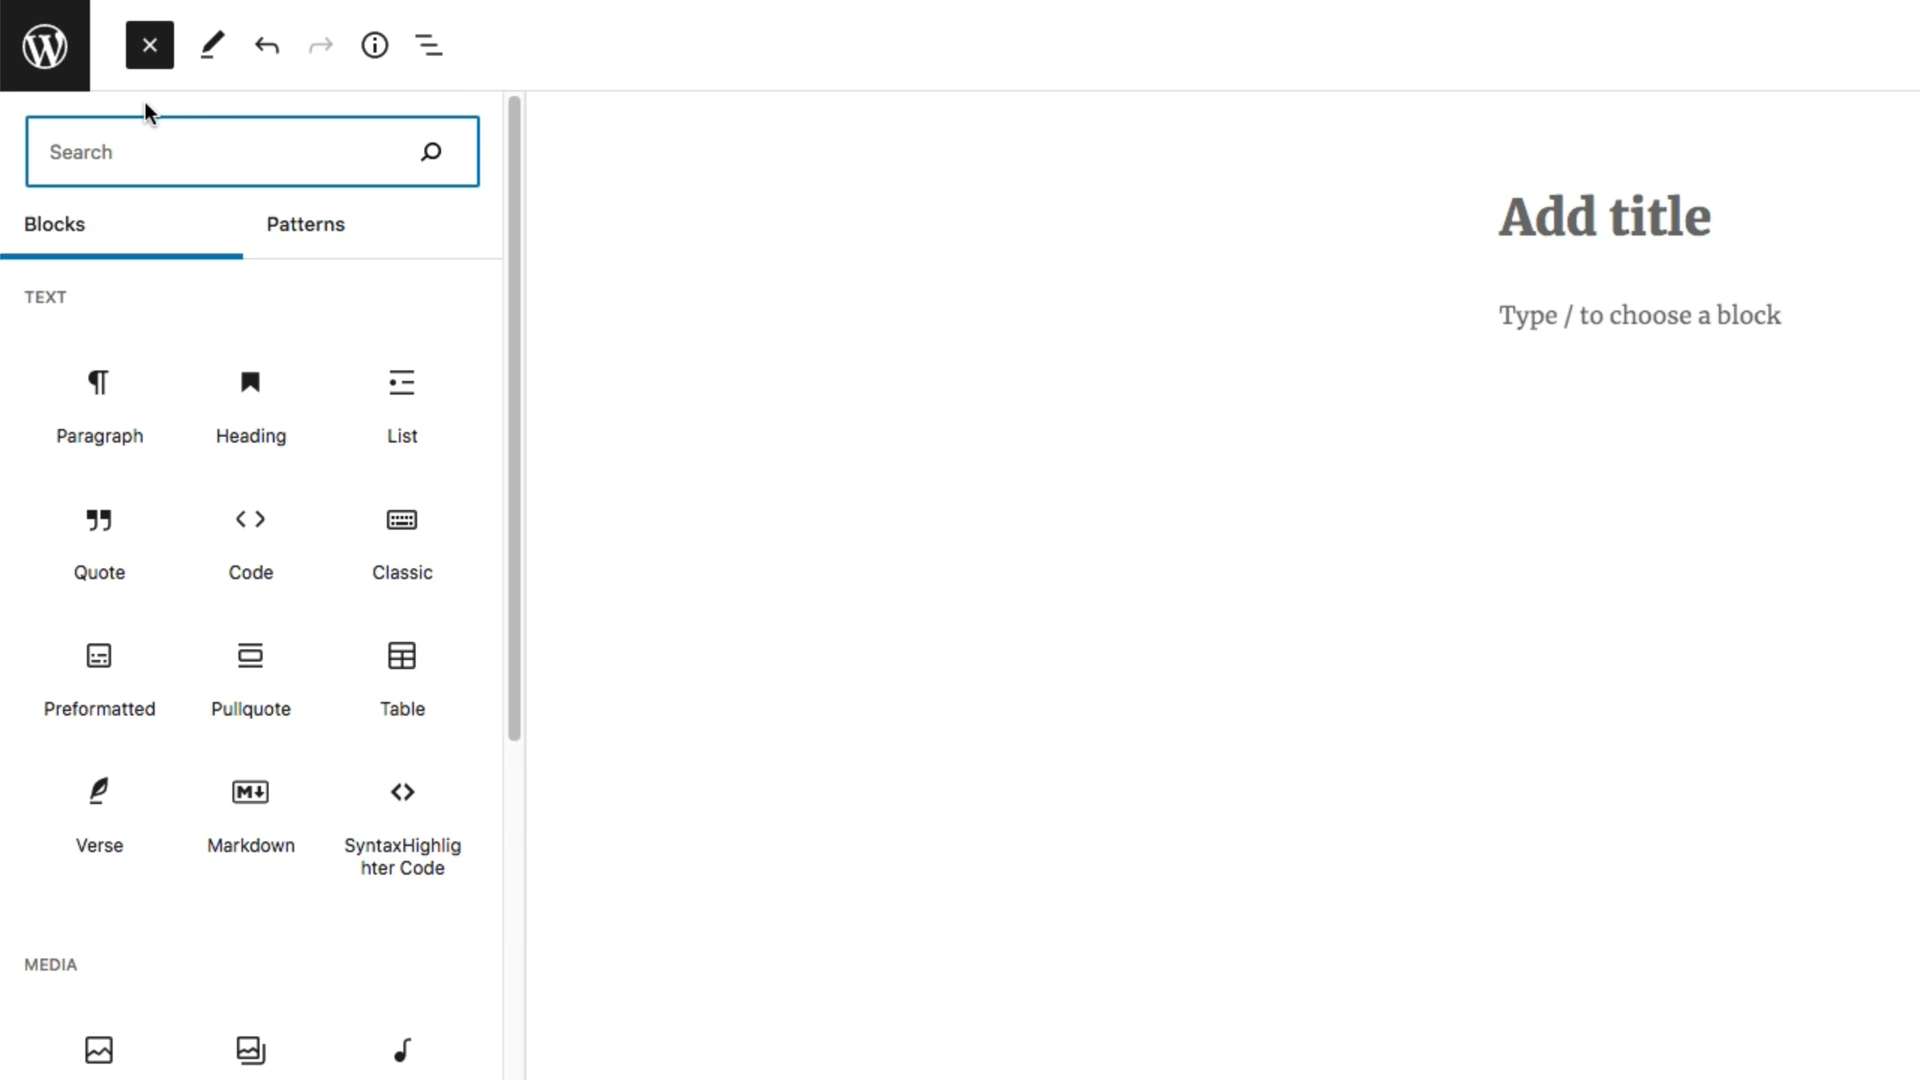 Search
Blocks Patterns
TEXT
Paragraph Heading List
Quote Code Classic
Preformatted Pullquote Table
Verse Markdown SyntaxHighlig
hter Code
MEDIA
Add title
Type / to choose a block